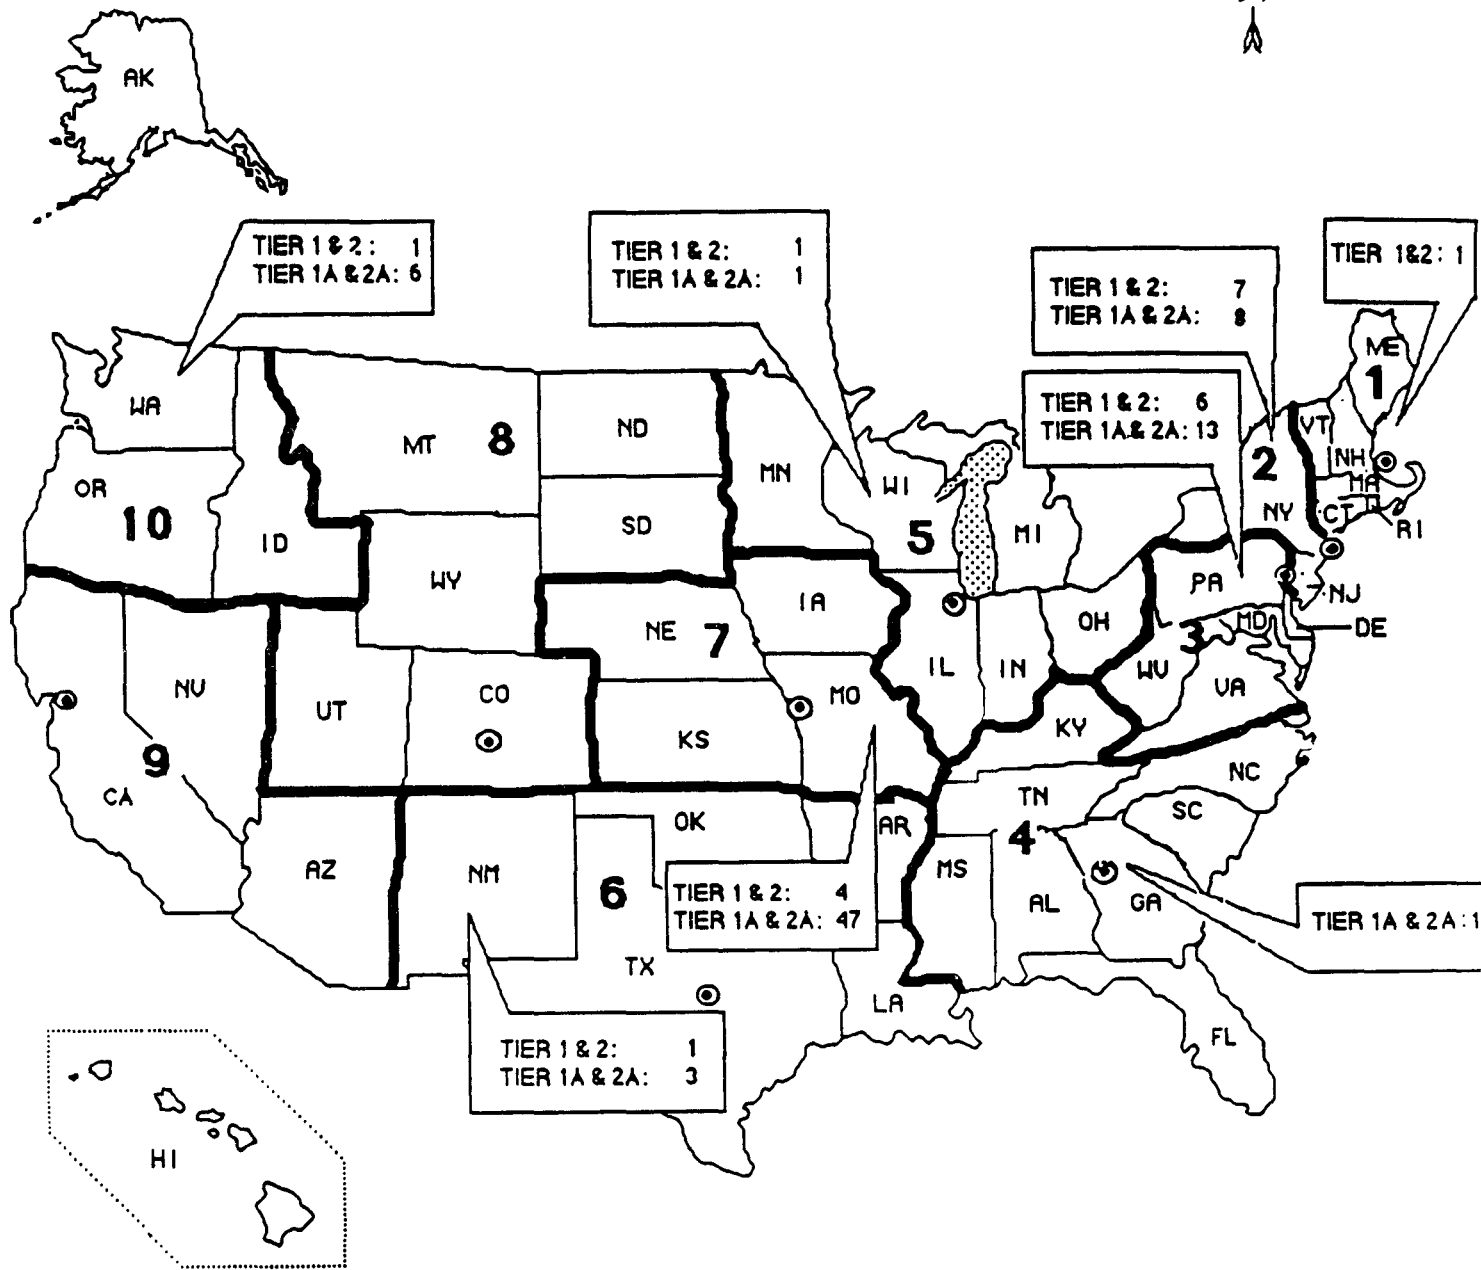 AK
TIER 1 & 2: 1
TIER 1A & 2A: 6
TIER 1 & 2: 1
TIER 1A & 2A: 1
TIER 1 & 2: 7
TIER 1A & 2A: 8
TIER 1&2: 1
TIER 1 & 2: 6
TIER 1A & 2A: 13
ME
1
WA
MT
8
ND
MN
WI
VT
2
NH
MA
OR
10
ID
SD
5
MI
NY
CT
RI
WY
IA
PA
NJ
NE
7
OH
MD
DE
3
NV
UT
CO
MO
IL
IN
WV
VA
KS
KY
9
CA
NC
TN
SC
OK
AR
4
AZ
NM
6
MS
AL
GA
TIER 1 & 2: 4
TIER 1A & 2A: 47
TIER 1A & 2A: 1
TX
LA
FL
TIER 1 & 2: 1
TIER 1A & 2A: 3
HI